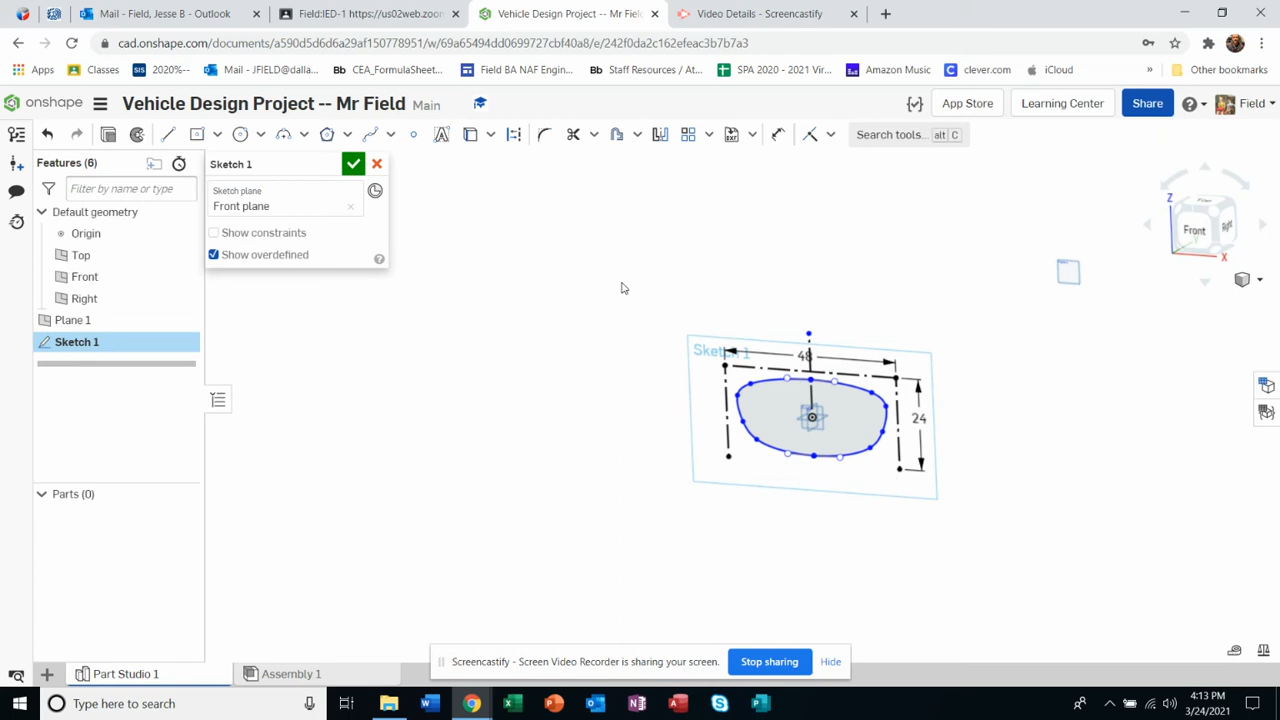 Mail - Field, Jesse B - Outlook
Field:IED-1 https://us02web.zoom
Vehicle Design Project -- Mr Fiel
Video Details - Screencastify
cad.onshape.com/documents/a590d5d6d6a29af150778951/w/69a65494dd0699727cbf40a8/e/242f0da2c162efeac3b7b7a3
Apps
Classes
SIS 2020%--
Mail - JFIELD@dalla...
Bb CEA_FormulaSheet...
Field BA NAF Engin...
Bb Staff Resources / At...
SPA 2020 - 2021 Vir...
Amazon Music
clever.com
iCloud
»
Other bookmarks
onshape
Vehicle Design Project -- Mr Field Main
App Store
Learning Center
Share
Field
Search tools... alt C
Features (6)
Filter by name or type
Default geometry
Origin
Top
Front
Right
Plane 1
Sketch 1
Parts (0)
Sketch 1
Sketch plane
Front plane
Show constraints
Show overdefined
Z
Front
Right
X
Sketch 1
48
24
Screencastify - Screen Video Recorder is sharing your screen.
Stop sharing
Hide
Part Studio 1
Assembly 1
Type here to search
4:13 PM
3/24/2021